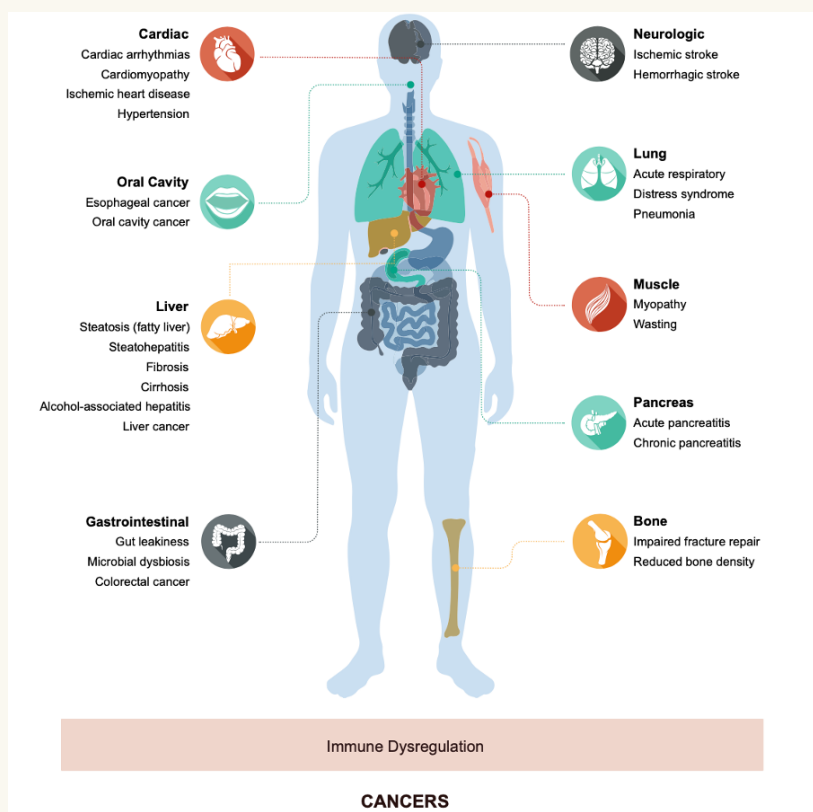 Cardiac
Cardiac arrhythmias
Cardiomyopathy
Ischemic heart disease
Hypertension
Oral Cavity
Esophageal cancer
Oral cavity cancer
Liver
Steatosis (fatty liver)
Steatohepatitis
Fibrosis
Cirrhosis
Alcohol-associated hepatitis
Liver cancer
Gastrointestinal
Gut leakiness
Microbial dysbiosis
Colorectal cancer
Neurologic
Ischemic stroke
Hemorrhagic stroke
Lung
Acute respiratory
Distress syndrome
Pneumonia
Muscle
Myopathy
Wasting
Pancreas
Acute pancreatitis
Chronic pancreatitis
Bone
Impaired fracture repair
Reduced bone density
Immune Dysregulation
CANCERS